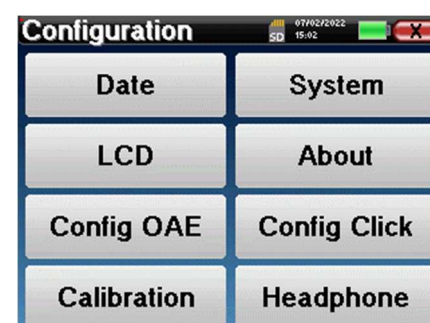 Configuration
SD
07/02/2022
15:02
X
Date System
LCD About
Config OAE Config Click
Calibration Headphone